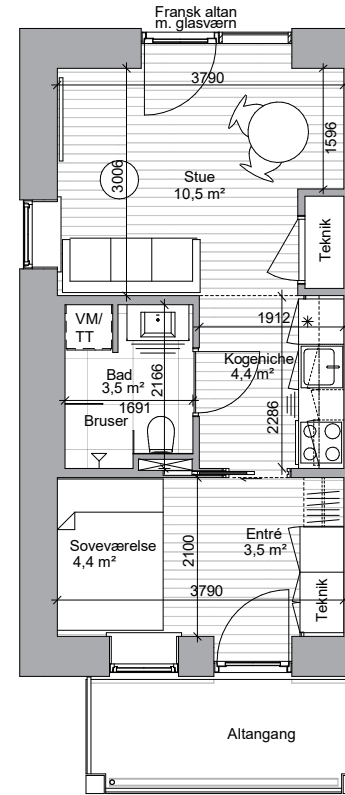 Fransk altan
m. glasværn
3790
1596
3006
Stue
10,5 m²
Teknik
1912
VM/
TT
Kogeniche
4,4 m²
Bad
3,5 m²
2166
1691
Bruser
2286
Entré
3,5 m²
Soveværelse
4,4 m²
2100
3790
Teknik
Altangang